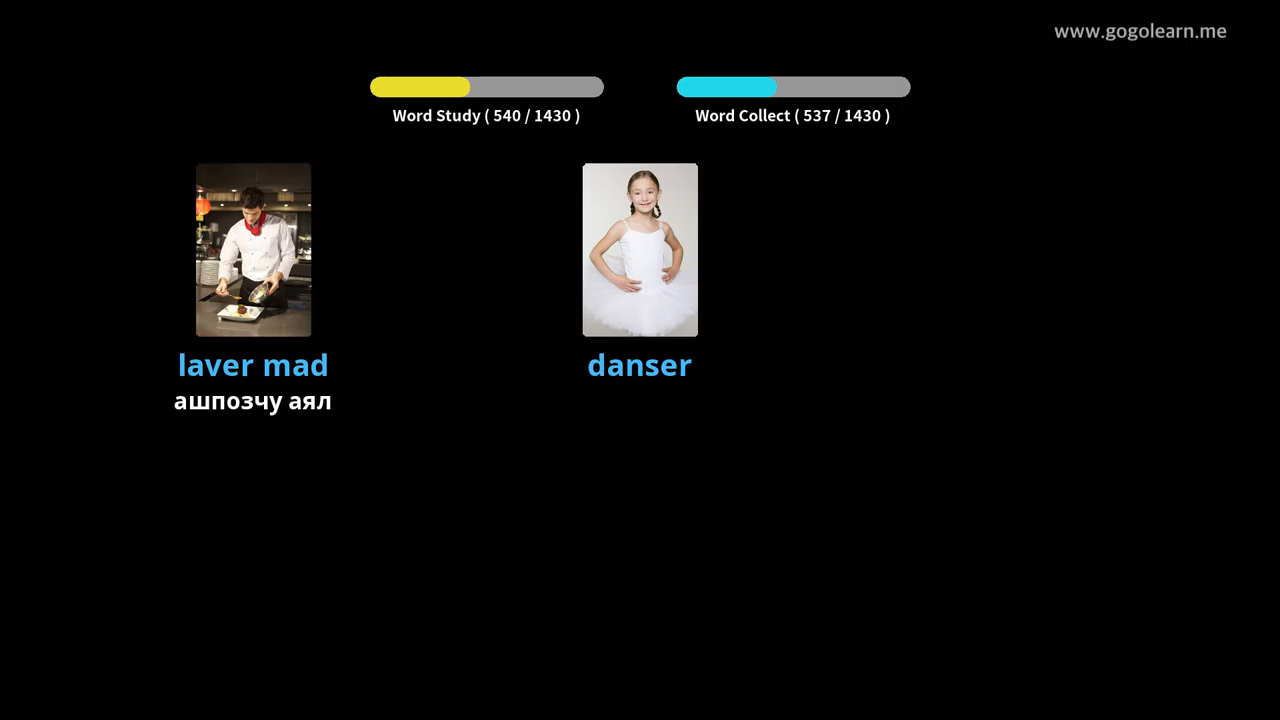 www.gogolearn.me
Word Study ( 540 / 1430 )
Word Collect ( 537 / 1430 )
laver mad
danser
ашпозчу аял